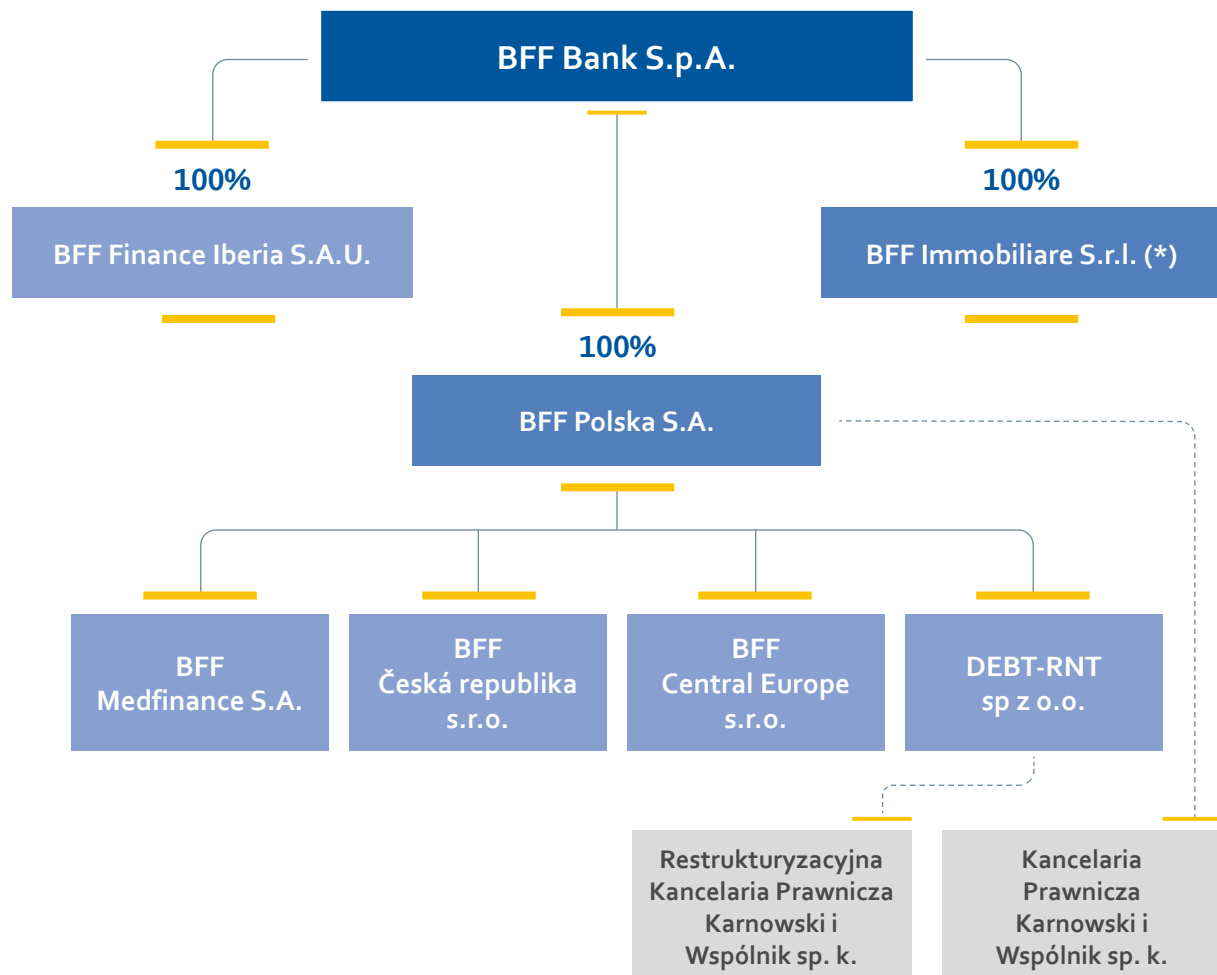 BFF Bank S.p.A.
100%
100%
BFF Finance Iberia S.A.U.
BFF Immobiliare S.r.l. (*)
100%
BFF Polska S.A.
BFF
Medfinance S.A.
BFF
Česká republika
s.r.o.
BFF
Central Europe
s.r.o.
DEBT-RNT
sp z o.o.
Restrukturyzacyjna
Kancelaria Prawnicza
Karnowski i
Wspólnik sp. k.
Kancelaria
Prawnicza
Karnowski i
Wspólnik sp. k.